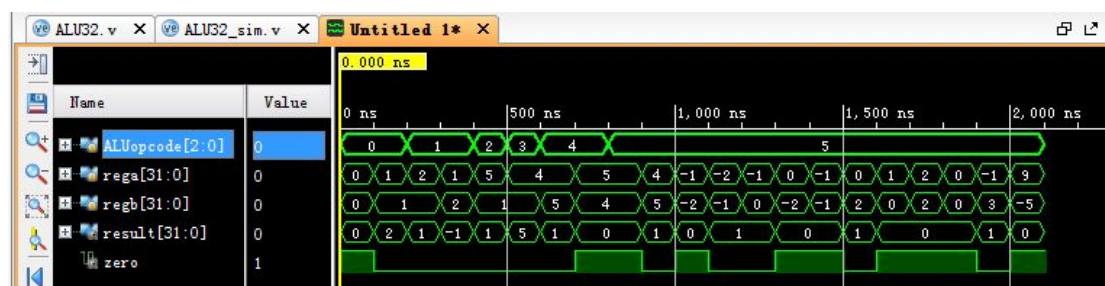 ALU32.v × ALU32_sim.v × Untitled 1* ×
0.000 ns
Name Value 0 ns 500 ns 1,000 ns 1,500 ns 2,000 ns
ALUopcode[2:0] 0 0 1 2 3 4 5
rega[31:0] 0 0 1 2 1 5 4 5 4 -1 -2 -1 0 -1 0 1 2 0 -1 9
regb[31:0] 0 0 1 2 1 5 4 5 -2 -1 0 -2 -1 2 0 2 0 3 -5
result[31:0] 0 0 2 1 -1 1 5 1 0 1 0 1 0 1 0 1 0
zero 1